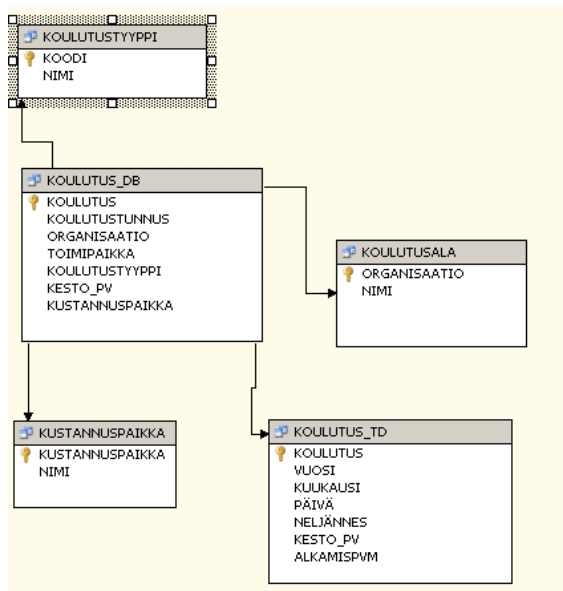 KOULUTUSTYYPPI
KOODI
NIMI
KOULUTUS_DB
KOULUTUS
KOULUTUSTUNNUS
ORGANISAATIO
TOIMIPAIKKA
KOULUTUSTYYPPI
KESTO_PV
KUSTANNUSPAIKKA
KOULUTUSALA
ORGANISAATIO
NIMI
KUSTANNUSPAIKKA
KUSTANNUSPAIKKA
NIMI
KOULUTUS_TD
KOULUTUS
VUOSI
KUUKAUSI
PÄIVÄ
NELJÄNNES
KESTO_PV
ALKAMISPVM